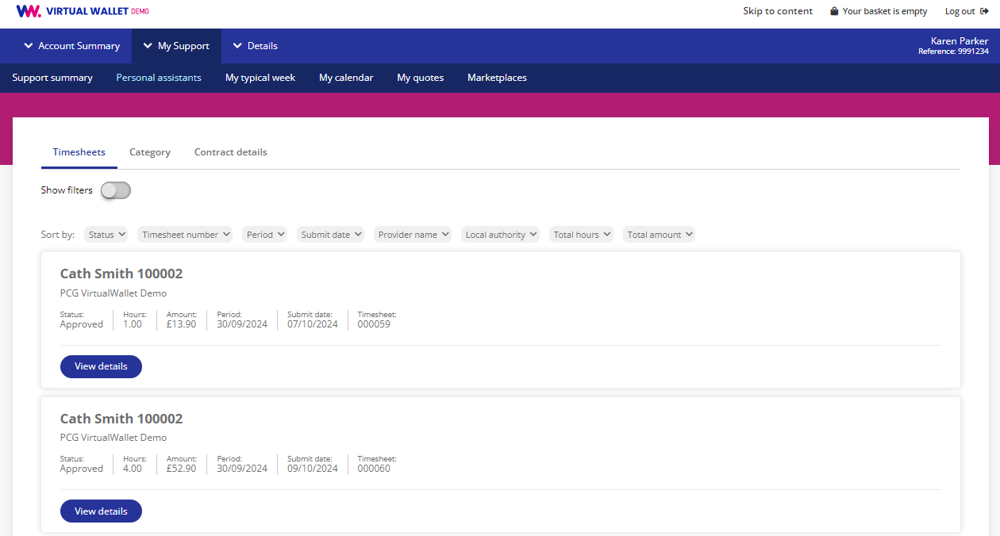 VIRTUAL WALLET DEMO
Skip to content Your basket is empty Log out
Account Summary My Support Details
Karen Parker
Reference: 9991234
Support summary Personal assistants My typical week My calendar My quotes Marketplaces
Timesheets Category Contract details
Show filters
Sort by: Status Timesheet number Period Submit date Provider name Local authority Total hours Total amount
Cath Smith 100002
PCG VirtualWallet Demo
Status: Hours: Amount: Period: Submit date: Timesheet:
Approved 1.00 £13.90 30/09/2024 07/10/2024 000059
View details
Cath Smith 100002
PCG VirtualWallet Demo
Status: Hours: Amount: Period: Submit date: Timesheet:
Approved 4.00 £52.90 30/09/2024 09/10/2024 000060
View details